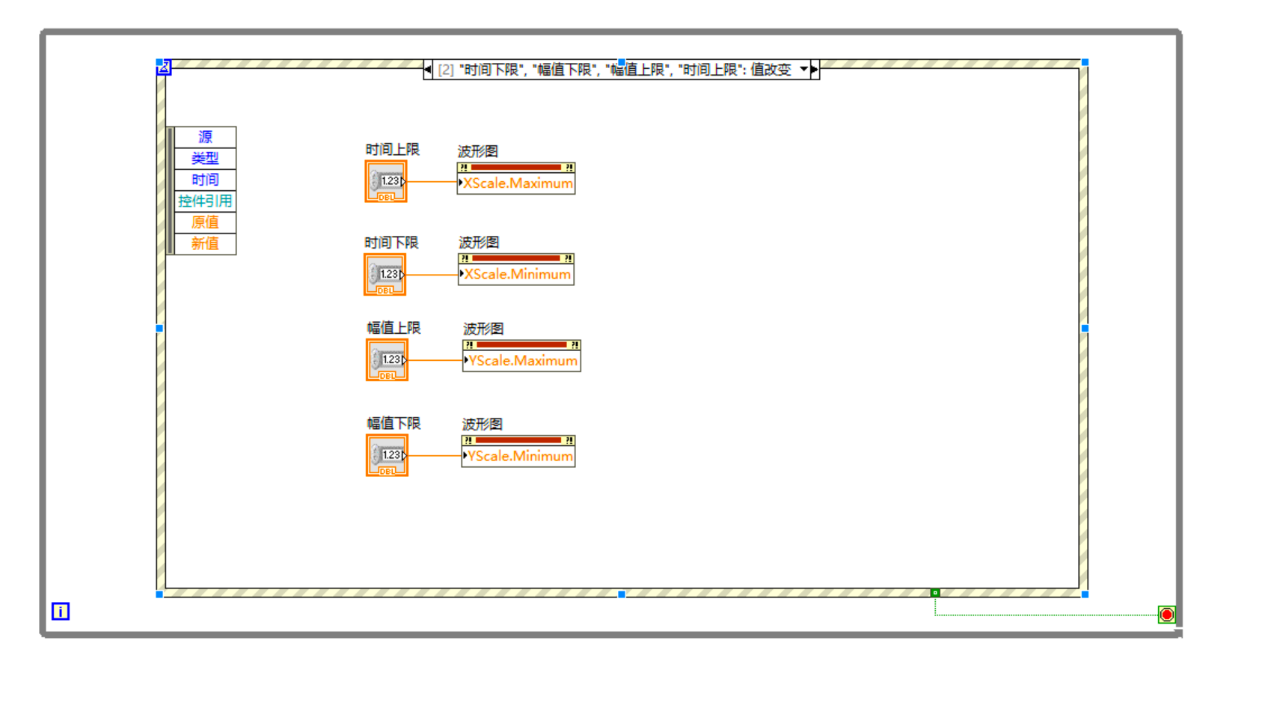 [2] "时间下限", "幅值下限", "幅值上限", "时间上限": 值改变
源
类型
时间
控件引用
原值
新值
时间上限
1.23
DBL
波形图
?!
?!
XScale.Maximum
时间下限
1.23
DBL
波形图
?!
?!
XScale.Minimum
幅值上限
1.23
DBL
波形图
?!
?!
YScale.Maximum
幅值下限
1.23
DBL
波形图
?!
?!
YScale.Minimum
i